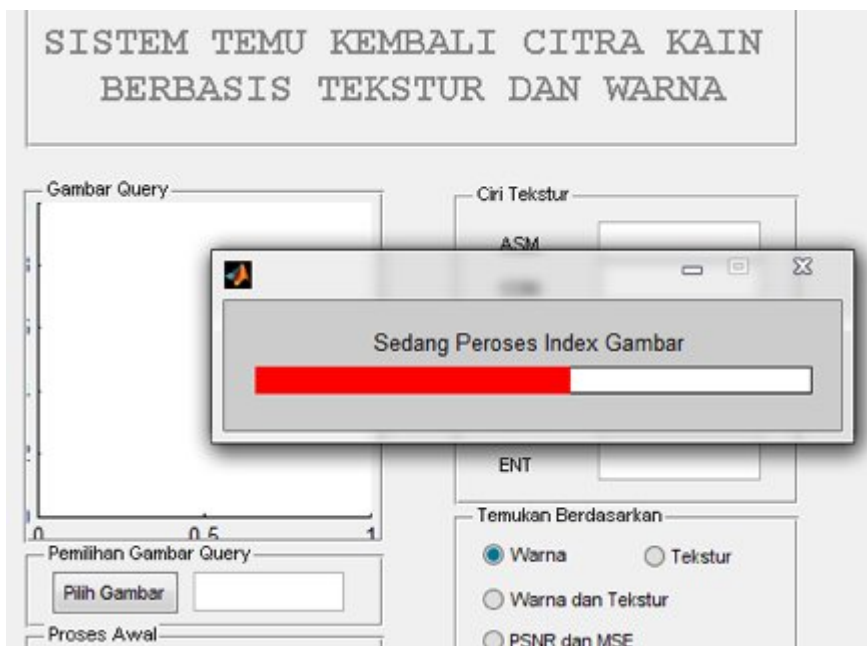 SISTEM TEMU KEMBALI CITRA KAIN
BERBASIS TEKSTUR DAN WARNA
Gambar Query
0 0.5 1
Ciri Tekstur
ASM
Sedang Peroses Index Gambar
ENT
Pemilihan Gambar Query
Pilih Gambar
Temukan Berdasarkan
Warna Tekstur
Warna dan Tekstur
PSNR dan MSE
Proses Awal